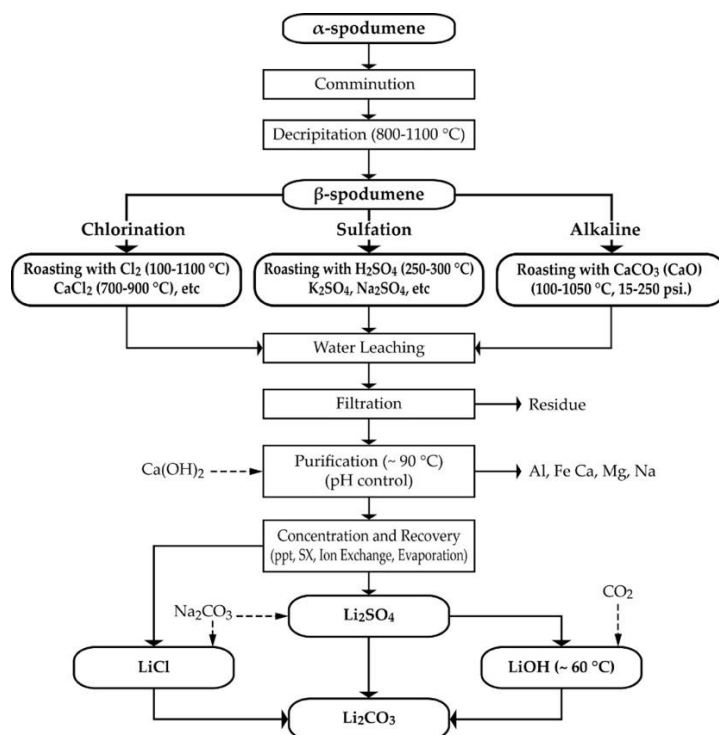 α-spodumene
Comminution
Decripitation (800-1100 °C)
β-spodumene
Chlorination
Sulfation
Alkaline
Roasting with Cl₂ (100-1100 °C)
CaCl₂ (700-900 °C), etc
Roasting with H₂SO₄ (250-300 °C)
K₂SO₄, Na₂SO₄, etc
Roasting with CaCO₃ (CaO)
(100-1050 °C, 15-250 psi.)
Water Leaching
Filtration
Residue
Ca(OH)₂
Purification (~ 90 °C)
(pH control)
Al, Fe Ca, Mg, Na
Concentration and Recovery
(ppt, SX, Ion Exchange, Evaporation)
Na₂CO₃
Li₂SO₄
CO₂
LiCl
LiOH (~ 60 °C)
Li₂CO₃